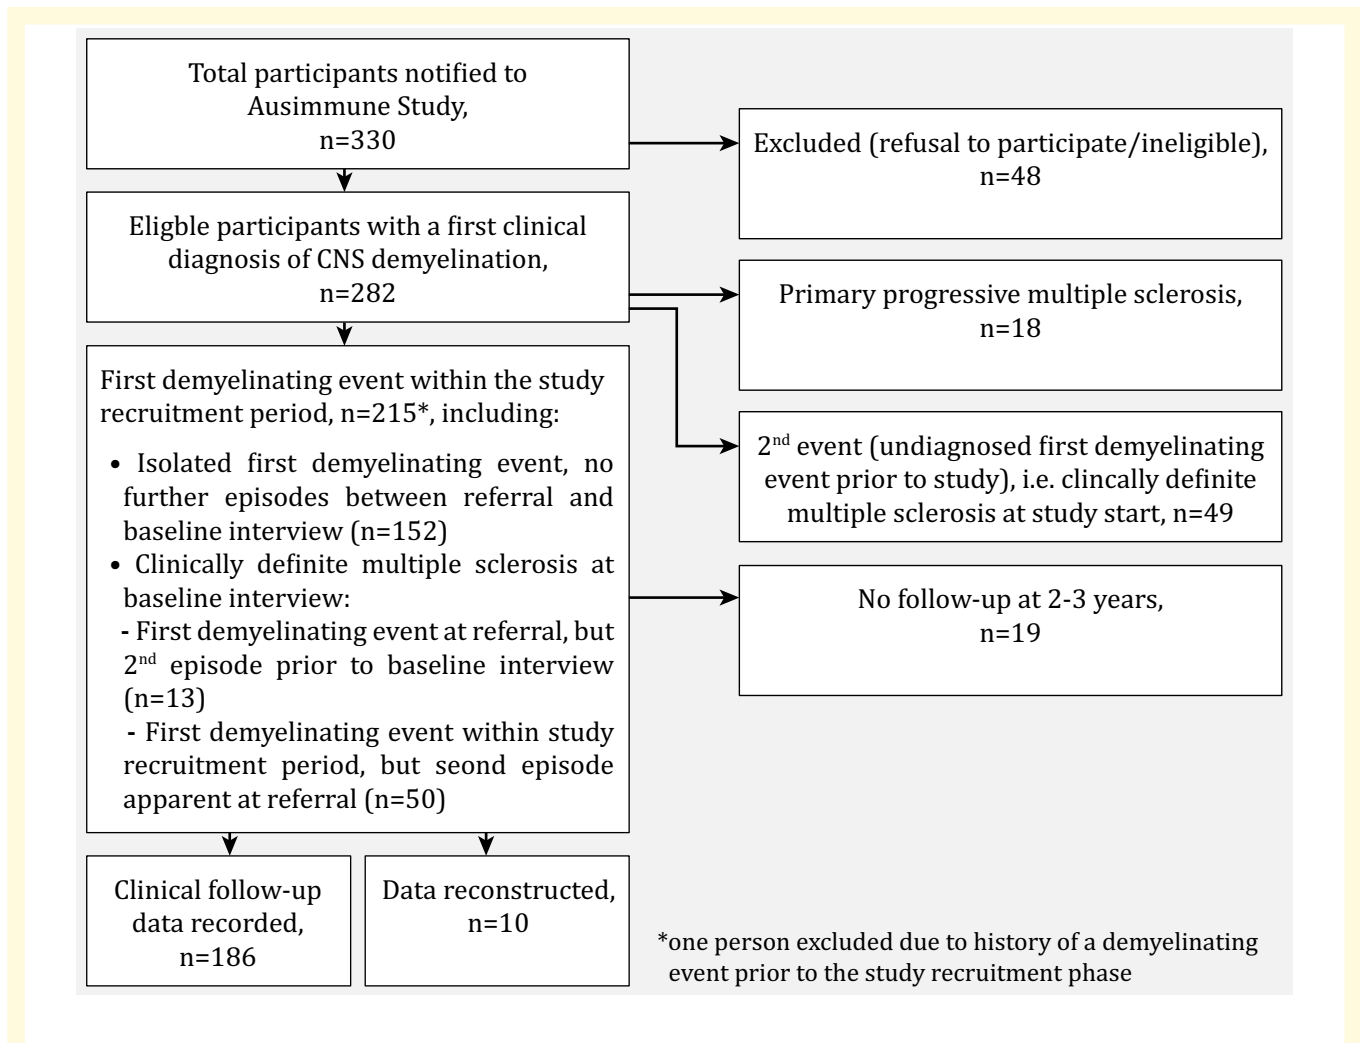 Total participants notified to
Ausimmune Study,
n=330
Excluded (refusal to participate/ineligible),
n=48
Eligble participants with a first clinical
diagnosis of CNS demyelination,
n=282
Primary progressive multiple sclerosis,
n=18
2nd event (undiagnosed first demyelinating
event prior to study), i.e. clincally definite
multiple sclerosis at study start, n=49
First demyelinating event within the study
recruitment period, n=215*, including:
• Isolated first demyelinating event, no
further episodes between referral and
baseline interview (n=152)
• Clinically definite multiple sclerosis at
baseline interview:
- First demyelinating event at referral, but
2nd episode prior to baseline interview
(n=13)
- First demyelinating event within study
recruitment period, but seond episode
apparent at referral (n=50)
No follow-up at 2-3 years,
n=19
Clinical follow-up
data recorded,
n=186
Data reconstructed,
n=10
*one person excluded due to history of a demyelinating
event prior to the study recruitment phase